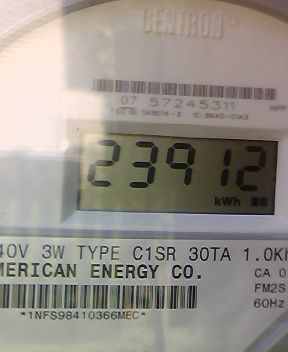 CENTRON®
07 57245311
23912
kWh
40V 3W TYPE C1SR 30TA 1.0Kh
MERICAN ENERGY CO.
CA 0
FM2S
60Hz
*1NFS98410366MEC*